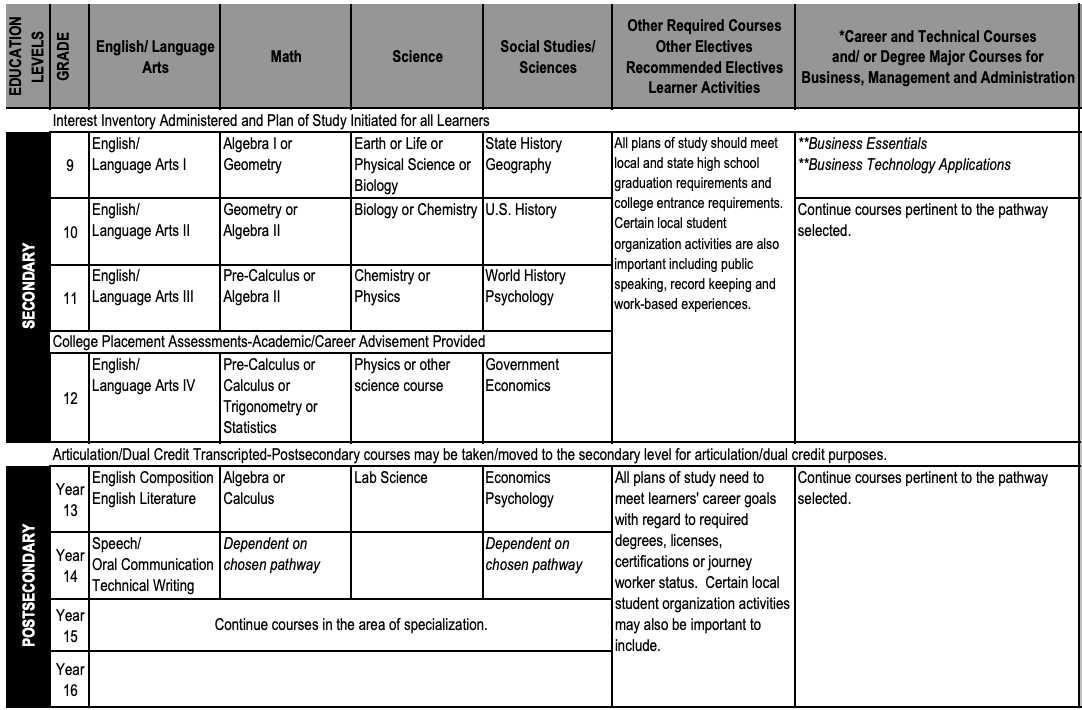 EDUCATION
LEVELS
GRADE
English/ Language
Arts
Math
Science
Social Studies/
Sciences
Other Required Courses
Other Electives
Recommended Electives
Learner Activities
*Career and Technical Courses
and/ or Degree Major Courses for
Business, Management and Administration
Interest Inventory Administered and Plan of Study Initiated for all Learners
SECONDARY
9
English/
Language Arts I
Algebra I or
Geometry
Earth or Life or
Physical Science or
Biology
State History
Geography
All plans of study should meet
local and state high school
graduation requirements and
college entrance requirements.
Certain local student
organization activities are also
important including public
speaking, record keeping and
work-based experiences.
**Business Essentials
**Business Technology Applications
10
English/
Language Arts II
Geometry or
Algebra II
Biology or Chemistry
U.S. History
Continue courses pertinent to the pathway
selected.
11
English/
Language Arts III
Pre-Calculus or
Algebra II
Chemistry or
Physics
World History
Psychology
College Placement Assessments-Academic/Career Advisement Provided
12
English/
Language Arts IV
Pre-Calculus or
Calculus or
Trigonometry or
Statistics
Physics or other
science course
Government
Economics
Articulation/Dual Credit Transcripted-Postsecondary courses may be taken/moved to the secondary level for articulation/dual credit purposes.
POSTSECONDARY
Year
13
English Composition
English Literature
Algebra or
Calculus
Lab Science
Economics
Psychology
All plans of study need to
meet learners' career goals
with regard to required
degrees, licenses,
certifications or journey
worker status.  Certain local
student organization activities
may also be important to
include.
Continue courses pertinent to the pathway
selected.
Year
14
Speech/
Oral Communication
Technical Writing
Dependent on
chosen pathway
Dependent on
chosen pathway
Year
15
Continue courses in the area of specialization.
Year
16